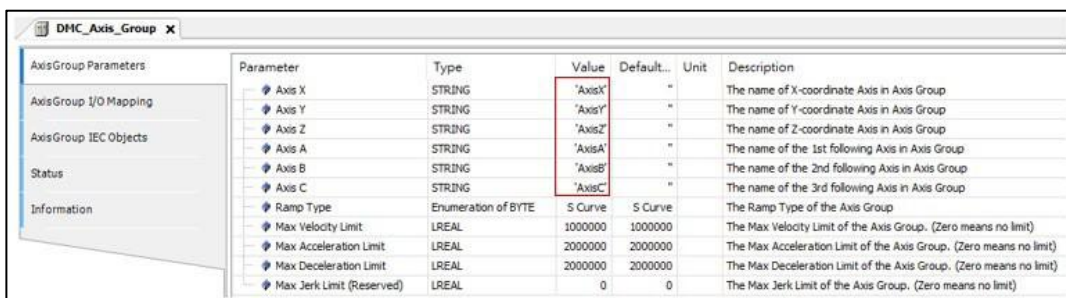 DMC_Axis_Group X
AxisGroup Parameters
AxisGroup I/O Mapping
AxisGroup IEC Objects
Status
Information
Parameter Type Value Default... Unit Description
Axis X STRING 'AxisX' '' The name of X-coordinate Axis in Axis Group
Axis Y STRING 'AxisY' '' The name of Y-coordinate Axis in Axis Group
Axis Z STRING 'AxisZ' '' The name of Z-coordinate Axis in Axis Group
Axis A STRING 'AxisA' '' The name of the 1st following Axis in Axis Group
Axis B STRING 'AxisB' '' The name of the 2nd following Axis in Axis Group
Axis C STRING 'AxisC' '' The name of the 3rd following Axis in Axis Group
Ramp Type Enumeration of BYTE S Curve S Curve The Ramp Type of the Axis Group
Max Velocity Limit LREAL 1000000 1000000 The Max Velocity Limit of the Axis Group. (Zero means no limit)
Max Acceleration Limit LREAL 2000000 2000000 The Max Acceleration Limit of the Axis Group. (Zero means no limit)
Max Deceleration Limit LREAL 2000000 2000000 The Max Deceleration Limit of the Axis Group. (Zero means no limit)
Max Jerk Limit (Reserved) LREAL 0 0 The Max Jerk Limit of the Axis Group. (Zero means no limit)